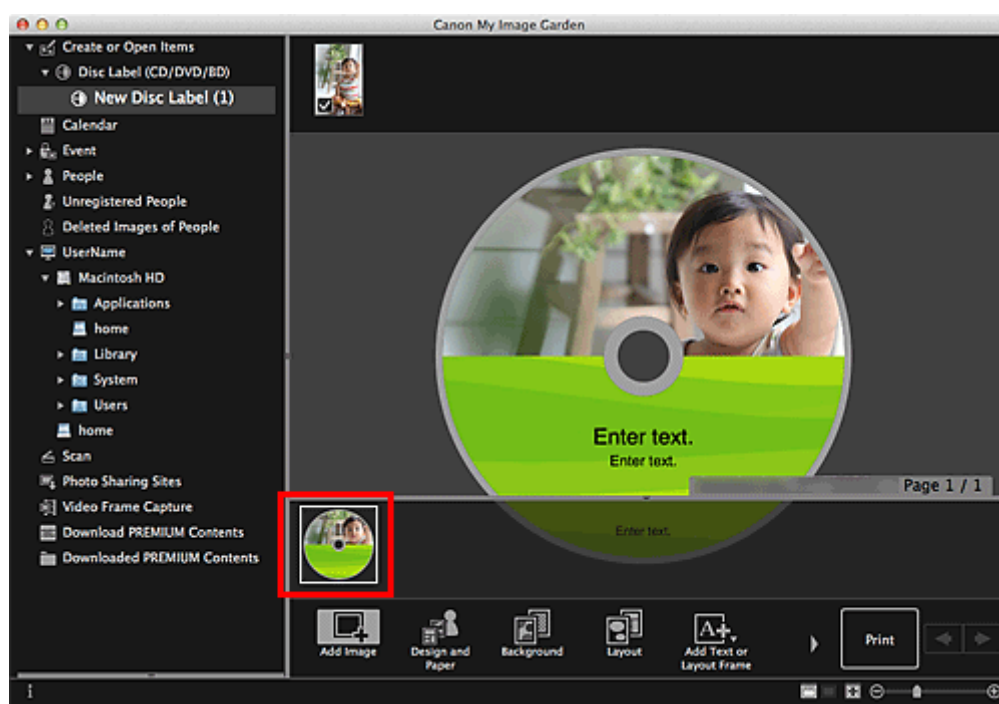 Canon My Image Garden
Create or Open Items
Disc Label (CD/DVD/BD)
New Disc Label (1)
Calendar
Event
People
Unregistered People
Deleted Images of People
UserName
Macintosh HD
Applications
home
Library
System
Users
home
Scan
Photo Sharing Sites
Video Frame Capture
Download PREMIUM Contents
Downloaded PREMIUM Contents
Enter text.
Enter text.
Page 1 / 1
Enter text.
Add Image
Design and
Paper
Background
Layout
Add Text or
Layout Frame
Print